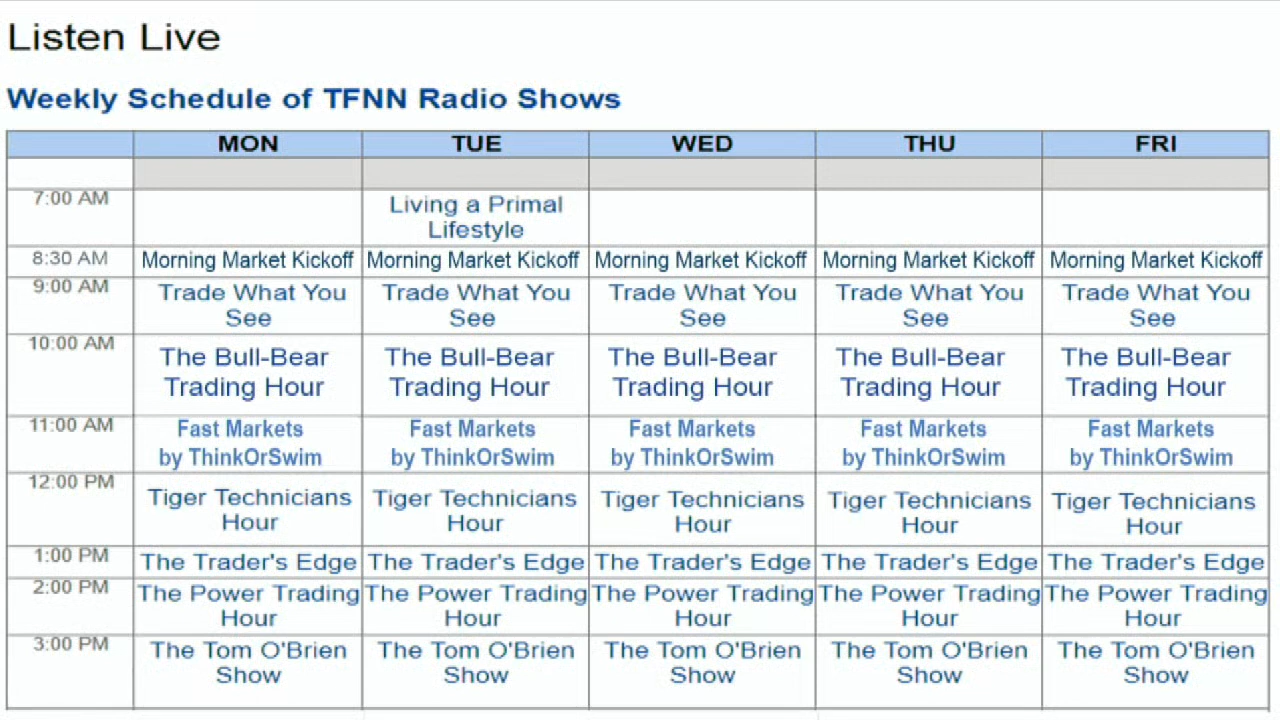 Listen Live
Weekly Schedule of TFNN Radio Shows
MON TUE WED THU FRI
7:00 AM
Living a Primal
Lifestyle
8:30 AM Morning Market Kickoff Morning Market Kickoff Morning Market Kickoff Morning Market Kickoff Morning Market Kickoff
9:00 AM Trade What You Trade What You Trade What You Trade What You Trade What You
See See See See See
10:00 AM The Bull-Bear The Bull-Bear The Bull-Bear The Bull-Bear The Bull-Bear
Trading Hour Trading Hour Trading Hour Trading Hour Trading Hour
11:00 AM Fast Markets Fast Markets Fast Markets Fast Markets Fast Markets
by ThinkOrSwim by ThinkOrSwim by ThinkOrSwim by ThinkOrSwim by ThinkOrSwim
12:00 PM Tiger Technicians Tiger Technicians Tiger Technicians Tiger Technicians Tiger Technicians
Hour Hour Hour Hour Hour
1:00 PM The Trader's Edge The Trader's Edge The Trader's Edge The Trader's Edge The Trader's Edge
2:00 PM The Power Trading The Power Trading The Power Trading The Power Trading The Power Trading
Hour Hour Hour Hour Hour
3:00 PM The Tom O'Brien The Tom O'Brien The Tom O'Brien The Tom O'Brien The Tom O'Brien
Show Show Show Show Show